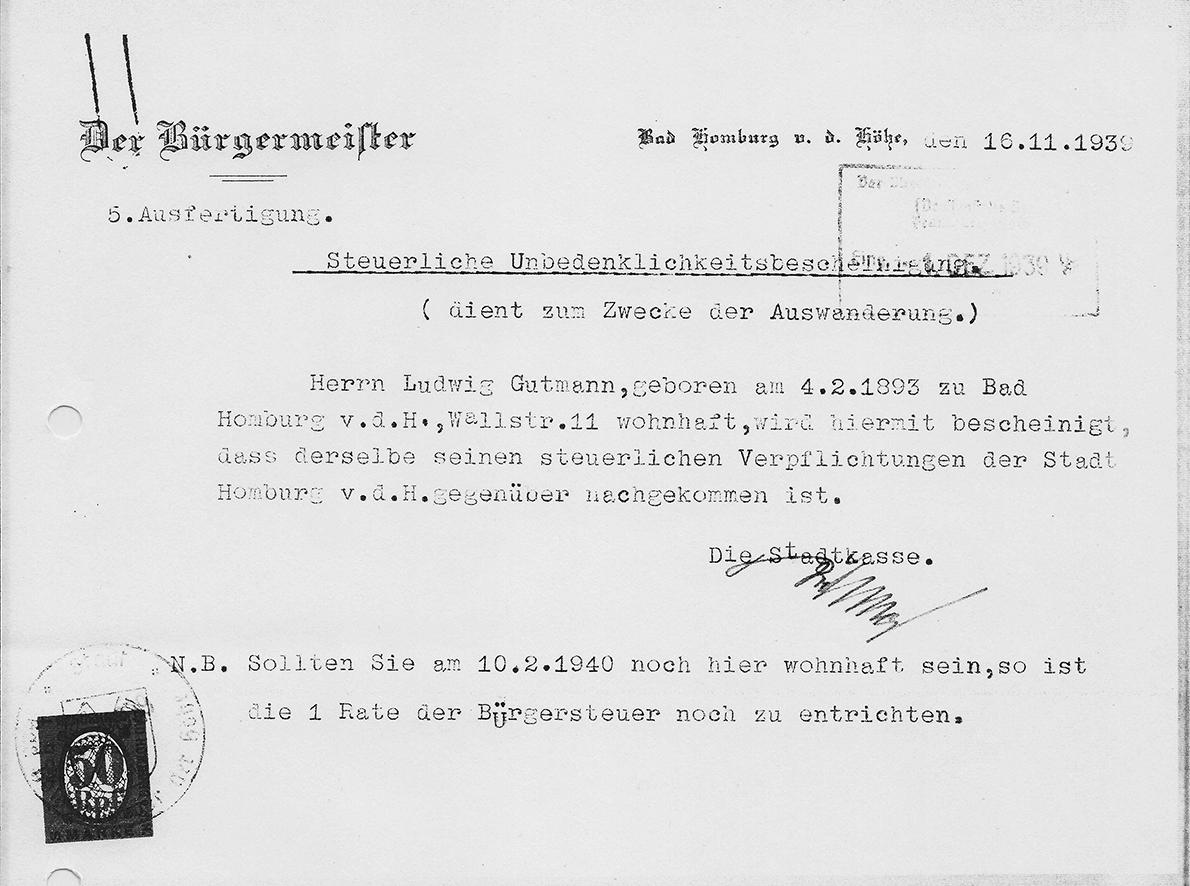 Der Bürgermeister
Bad Homburg v. d. Höhe, den 16.11.1939
5.Ausfertigung.
Steuerliche Unbedenklichkeitsbescheinigung.
1939
( dient zum Zwecke der Auswanderung.)
Herrn Ludwig Gutmann,geboren am 4.2.1893 zu Bad
Homburg v.d.H.,Wallstr.11 wohnhaft,wird hiermit bescheinigt,
dass derselbe seinen steuerlichen Verpflichtungen der Stadt
Homburg v.d.H.gegenüber nachgekommen ist.
Die Stadtkasse.
N.B. Sollten Sie am 10.2.1940 noch hier wohnhaft sein,so ist
die 1 Rate der Bürgersteuer noch zu entrichten.
50
Rpf